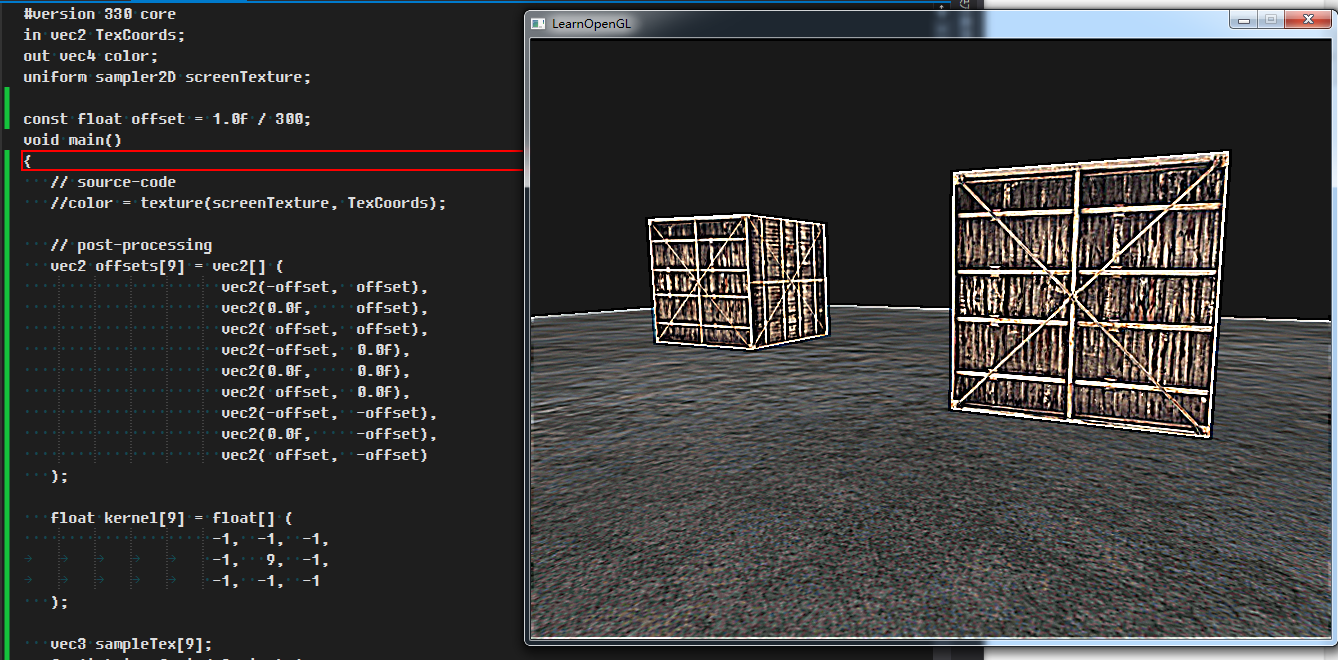 #version 330 core
in vec2 TexCoords;
out vec4 color;
uniform sampler2D screenTexture;
const float offset = 1.0f / 300;
void main()
{
// source-code
//color = texture(screenTexture, TexCoords);
// post-processing
vec2 offsets[9] = vec2[] (
vec2(-offset, offset),
vec2(0.0f, offset),
vec2( offset, offset),
vec2(-offset, 0.0f),
vec2(0.0f, 0.0f),
vec2( offset, 0.0f),
vec2(-offset, -offset),
vec2(0.0f, -offset),
vec2( offset, -offset)
);
float kernel[9] = float[] (
-1, -1, -1,
-1, 9, -1,
-1, -1, -1
);
vec3 sampleTex[9];
LearnOpenGL